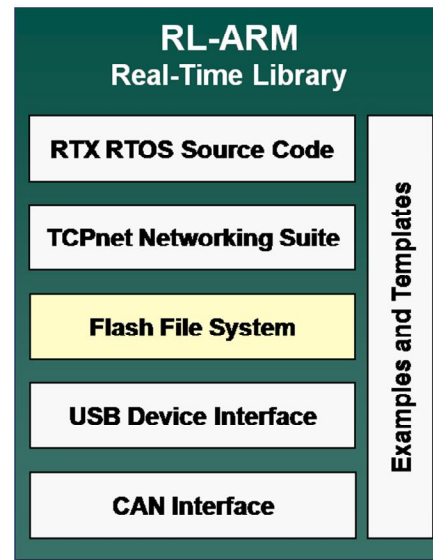 RL-ARM
Real-Time Library
RTX RTOS Source Code
TCPnet Networking Suite
Flash File System
USB Device Interface
CAN Interface
Examples and Templates